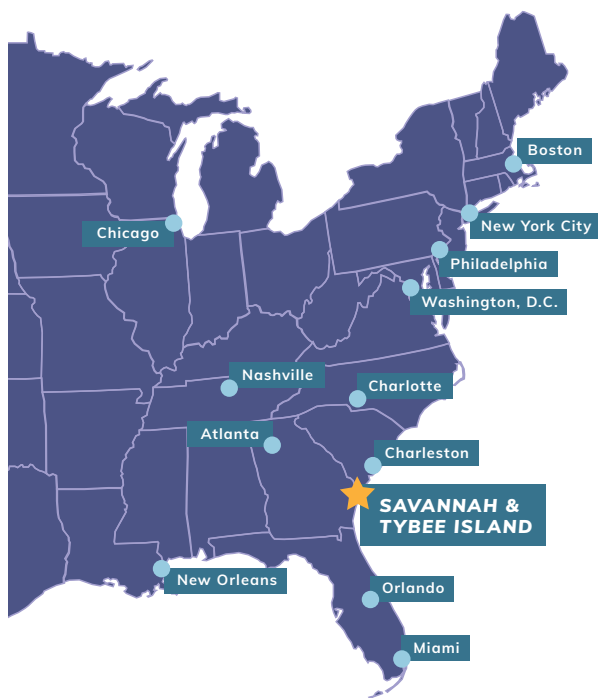 Boston
New York City
Chicago
Philadelphia
Washington, D.C.
Nashville
Charlotte
Atlanta
Charleston
SAVANNAH &
TYBEE ISLAND
New Orleans
Orlando
Miami